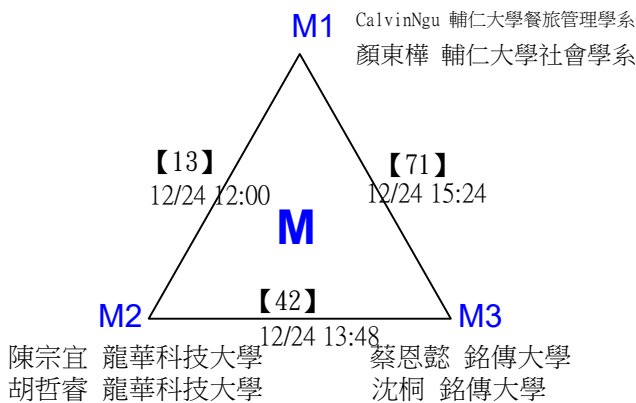 M1
CalvinNgu 輔仁大學餐旅管理學系
顏東樺 輔仁大學社會學系
【13】
12/24 12:00
【71】
12/24 15:24
M
【42】
12/24 13:48
M2
M3
陳宗宜 龍華科技大學
胡哲睿 龍華科技大學
蔡恩懿 銘傳大學
沈桐 銘傳大學